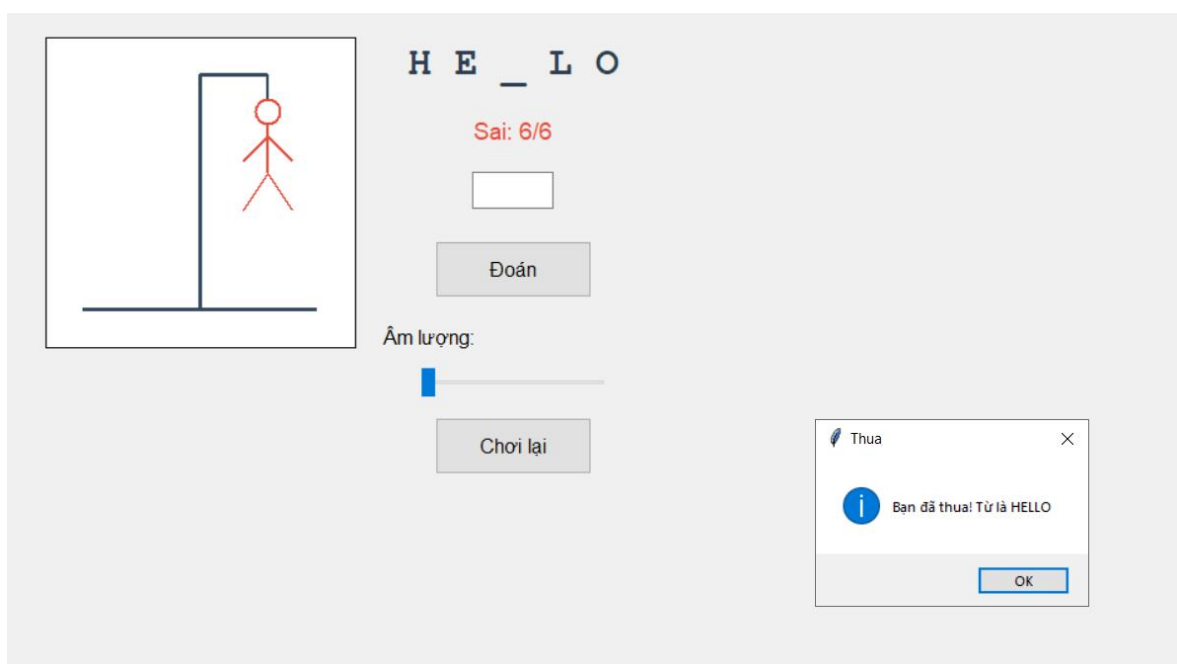 H E _ L O
Sai: 6/6
Đoán
Âm lượng:
Chơi lại
Thua
Bạn đã thua! Từ là HELLO
OK